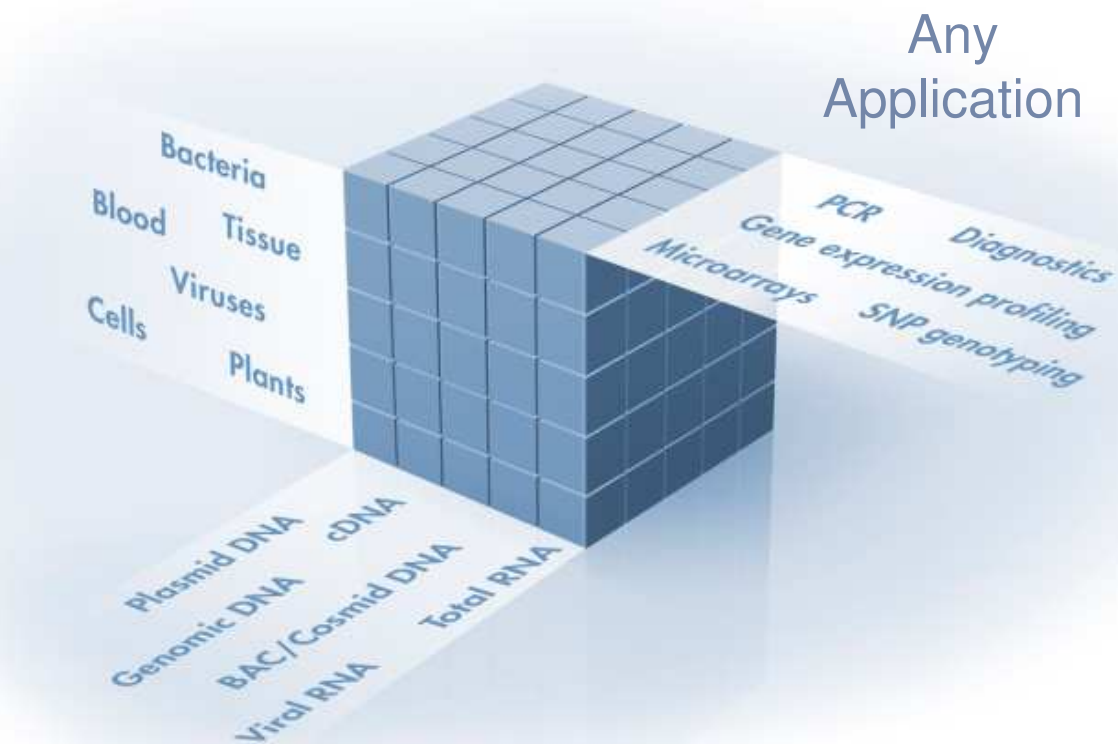 Any
Application
Bacteria
Blood Tissue
Viruses
Cells
Plants
PCR Diagnostics
Gene expression profiling
Microarrays SNP genotyping
Plasmid DNA cDNA
Genomic DNA
BAC/Cosmid DNA
Total RNA
Viral RNA